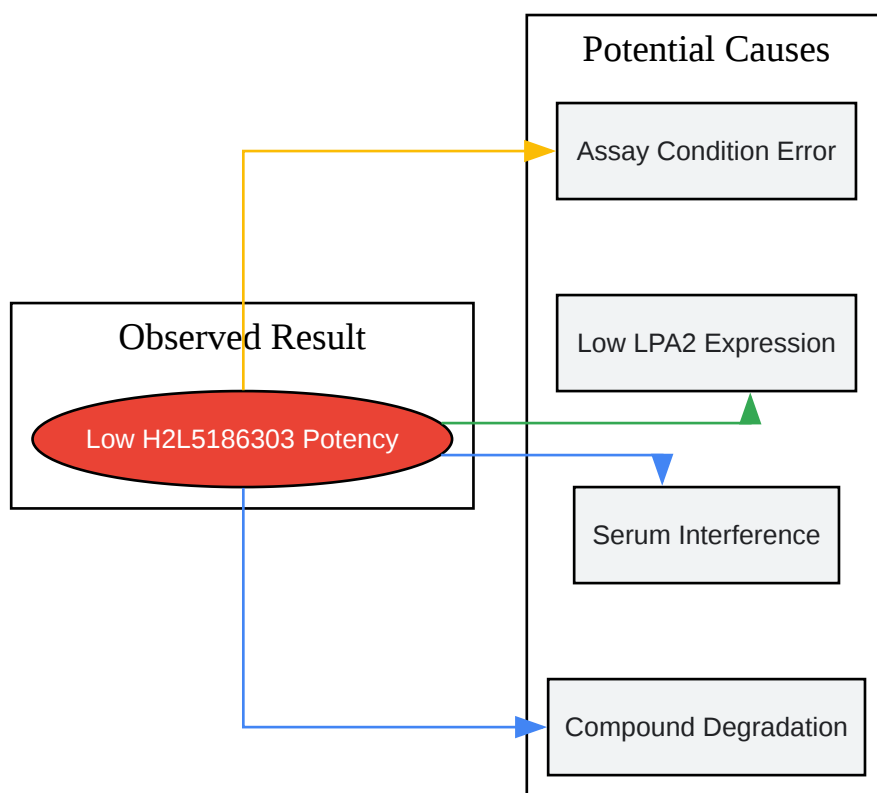 Potential Causes
Assay Condition Error
Low LPA2 Expression
Observed Result
Low H2L5186303 Potency
Serum Interference
Compound Degradation